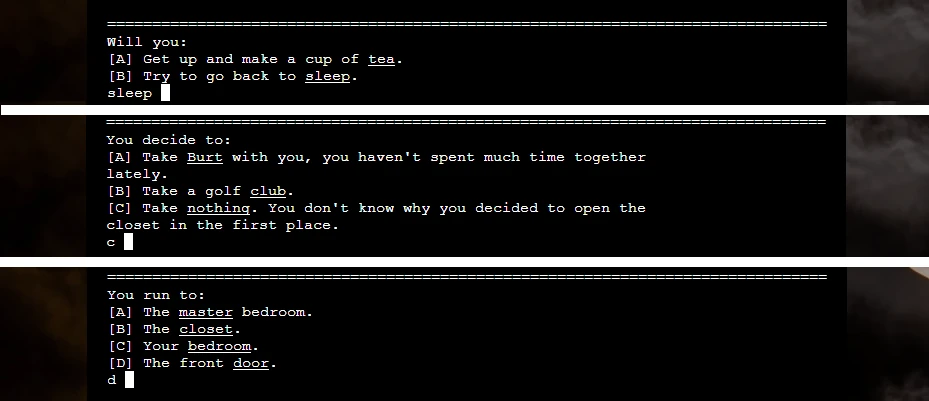 ================================================================================
Will you:
[A] Get up and make a cup of tea.
[B] Try to go back to sleep.
sleep
================================================================================
You decide to:
[A] Take Burt with you, you haven't spent much time together
lately.
[B] Take a golf club.
[C] Take nothing. You don't know why you decided to open the
closet in the first place.
c
================================================================================
You run to:
[A] The master bedroom.
[B] The closet.
[C] Your bedroom.
[D] The front door.
d